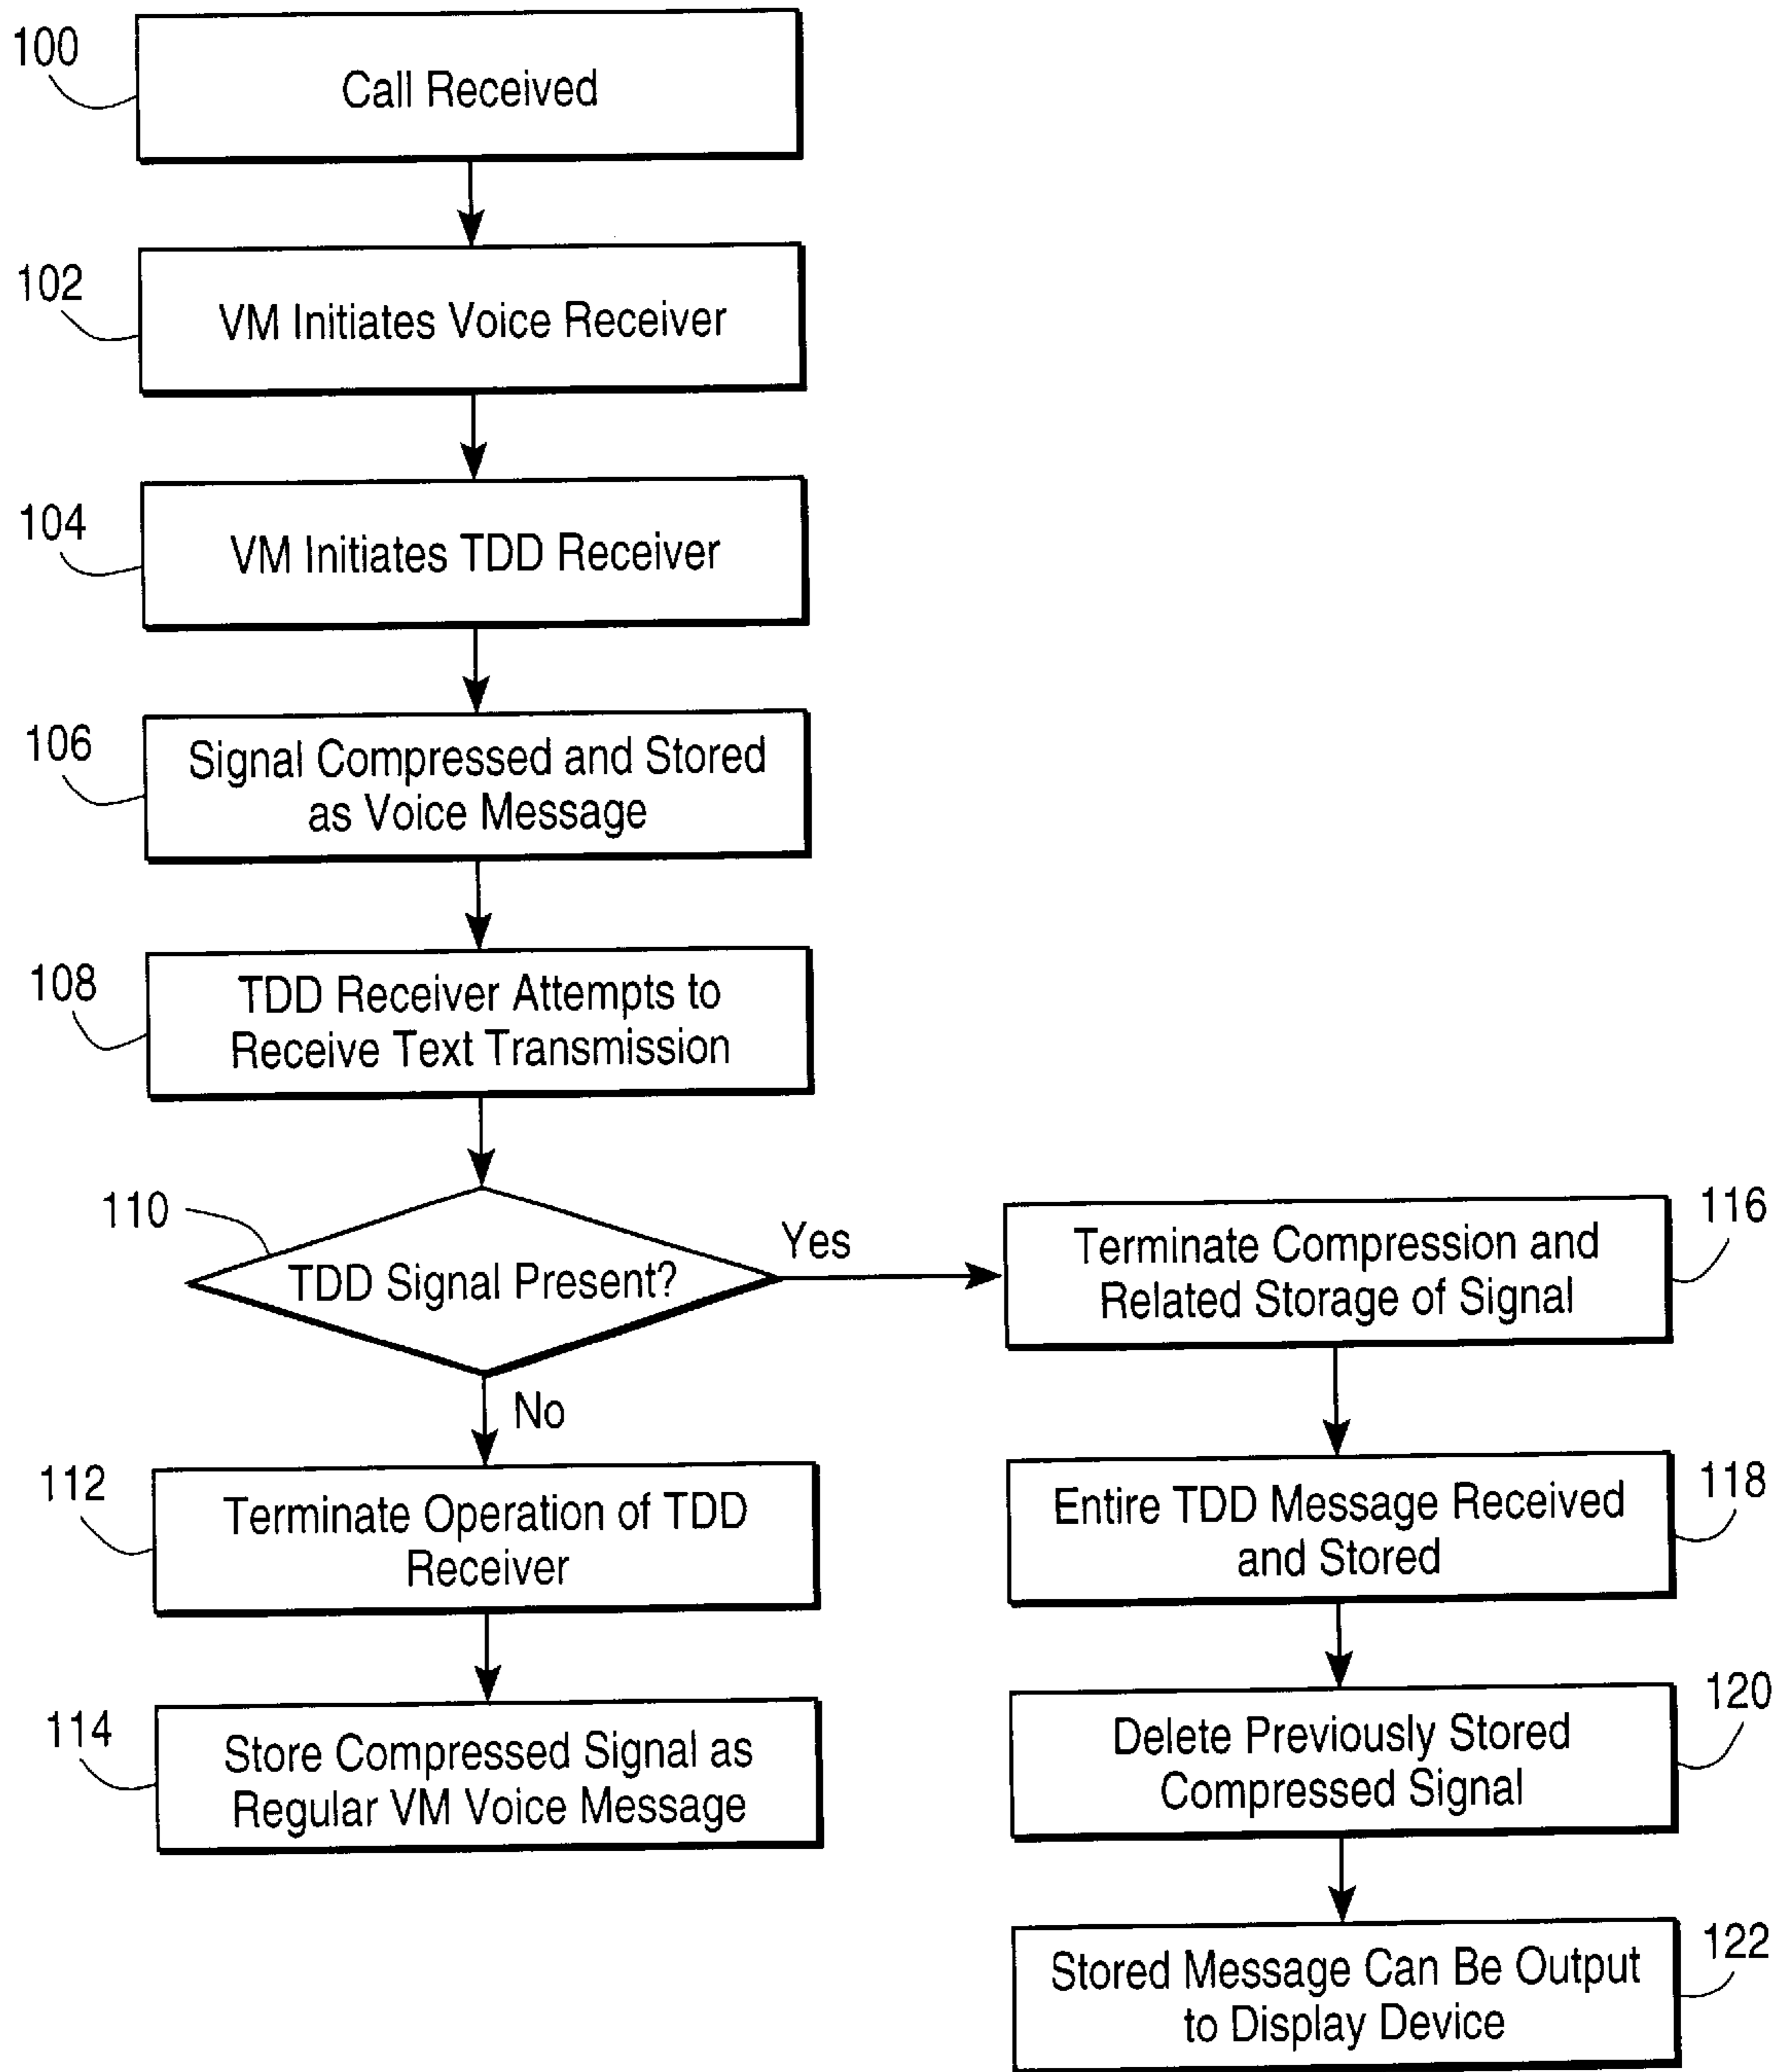 100
Call Received
102
VM Initiates Voice Receiver
104
VM Initiates TDD Receiver
106
Signal Compressed and Stored
as Voice Message
108
TDD Receiver Attempts to
Receive Text Transmission
110
TDD Signal Present?
Yes
No
112
Terminate Operation of TDD
Receiver
114
Store Compressed Signal as
Regular VM Voice Message
116
Terminate Compression and
Related Storage of Signal
118
Entire TDD Message Received
and Stored
120
Delete Previously Stored
Compressed Signal
122
Stored Message Can Be Output
to Display Device